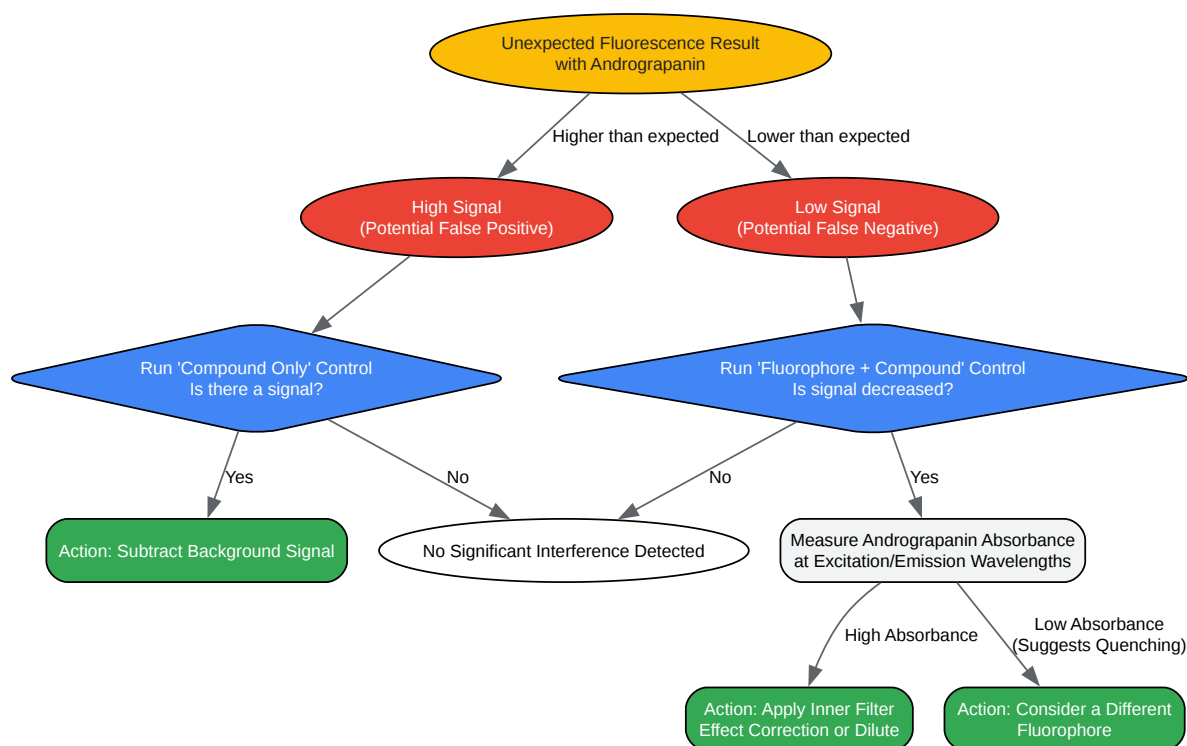 Unexpected Fluorescence Result
with Andrograpanin
Higher than expected
Lower than expected
High Signal
(Potential False Positive)
Low Signal
(Potential False Negative)
Run 'Compound Only' Control
Is there a signal?
Run 'Fluorophore + Compound' Control
Is signal decreased?
Yes
No
No
Yes
Action: Subtract Background Signal
No Significant Interference Detected
Measure Andrograpanin Absorbance
at Excitation/Emission Wavelengths
High Absorbance
Low Absorbance
(Suggests Quenching)
Action: Apply Inner Filter
Effect Correction or Dilute
Action: Consider a Different
Fluorophore